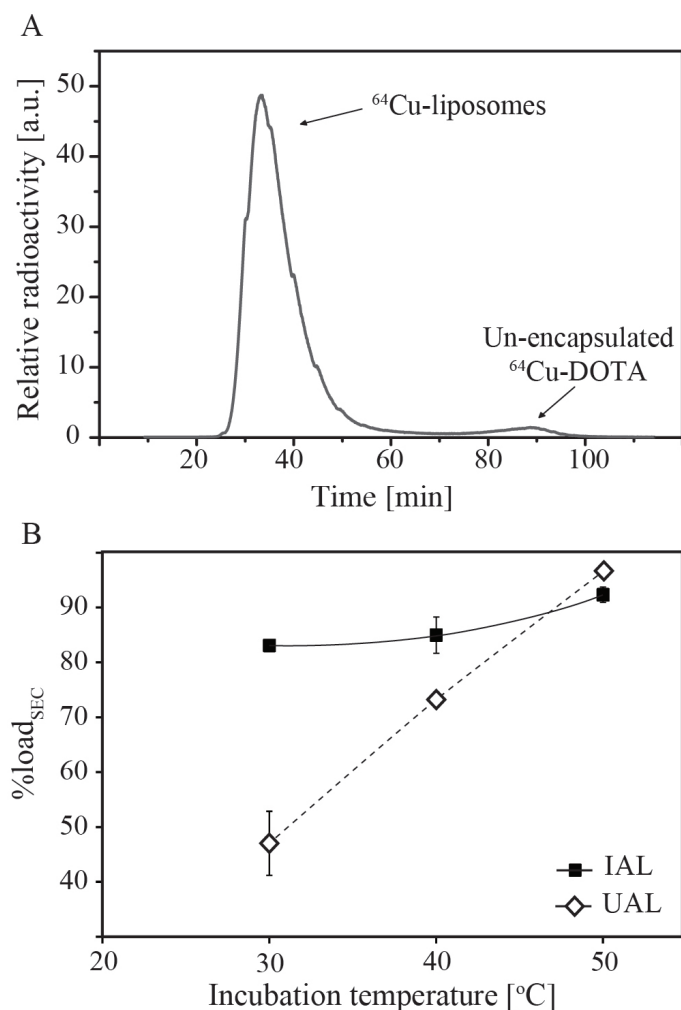 A
Relative radioactivity [a.u.]
50
40
30
20
10
0
⁶⁴Cu-liposomes
Un-encapsulated
⁶⁴Cu-DOTA
20 40 60 80 100
Time [min]
B
%load_SEC
90
80
70
60
50
40
IAL
UAL
20 30 40 50
Incubation temperature [°C]